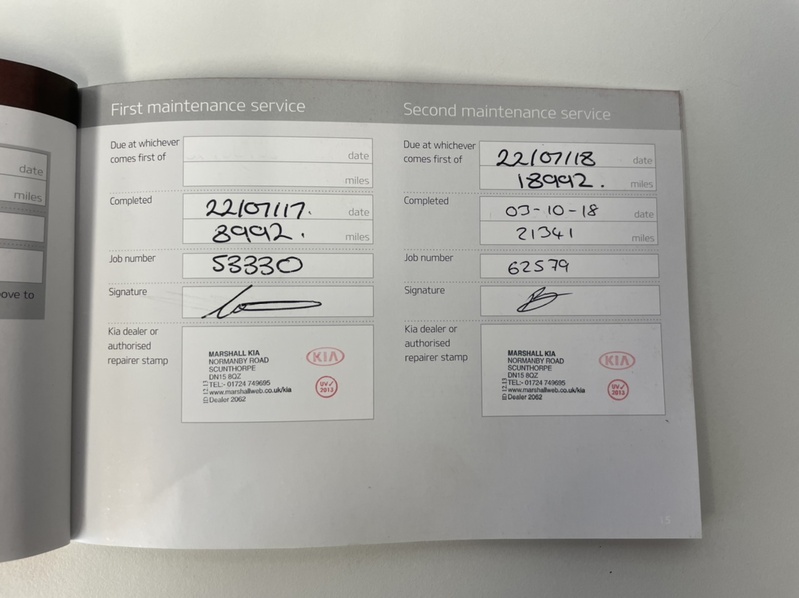 date
miles
ove to
First maintenance service
Due at whichever
comes first of
date
miles
Completed
22/07/17. date
8992. miles
Job number
53330
Signature
Kia dealer or
authorised
repairer stamp
MARSHALL KIA
NORMANBY ROAD
SCUNTHORPE
DN15 8QZ
TEL:- 01724 749695
www.marshallweb.co.uk/kia
Dealer 2062
KIA
UV✓
2013
Second maintenance service
Due at whichever
comes first of
22/07/18 date
18992. miles
Completed
03-10-18 date
21341 miles
Job number
62579
Signature
Kia dealer or
authorised
repairer stamp
MARSHALL KIA
NORMANBY ROAD
SCUNTHORPE
DN15 8QZ
TEL:- 01724 749695
www.marshallweb.co.uk/kia
Dealer 2062
KIA
UV✓
2013
15